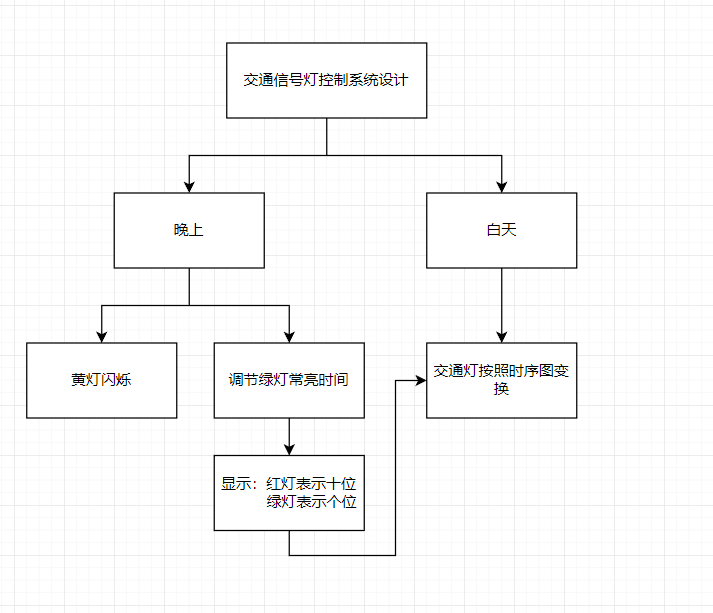 交通信号灯控制系统设计
晚上
白天
黄灯闪烁
调节绿灯常亮时间
交通灯按照时序图变
换
显示：红灯表示十位
绿灯表示个位